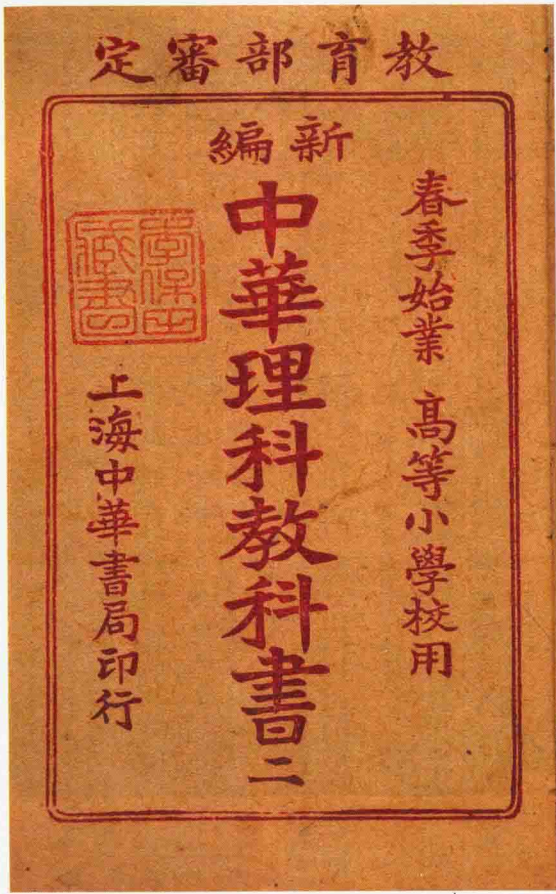 教育部審定
新編
春季始業 高等小學校用
中華理科教科書二
上海中華書局印行